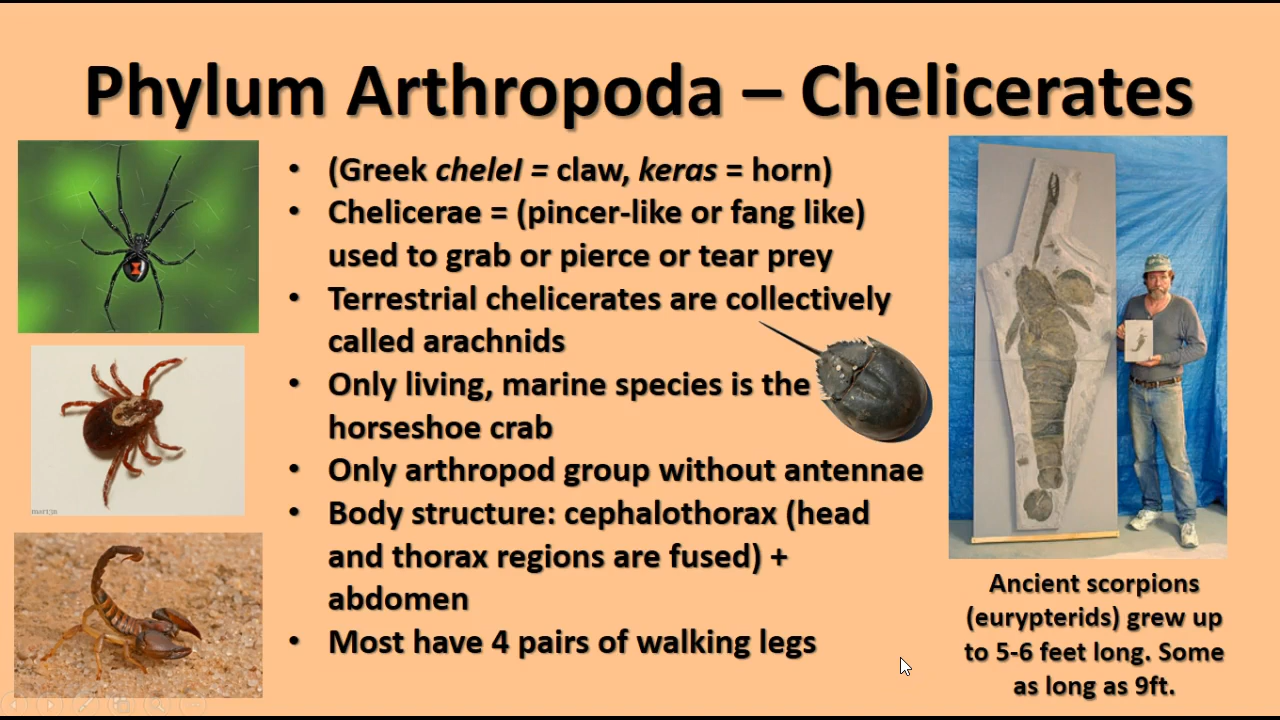 Phylum Arthropoda – Chelicerates
• (Greek cheleI = claw, keras = horn)
• Chelicerae = (pincer-like or fang like)
used to grab or pierce or tear prey
• Terrestrial chelicerates are collectively
called arachnids
• Only living, marine species is the
horseshoe crab
• Only arthropod group without antennae
• Body structure: cephalothorax (head
and thorax regions are fused) +
abdomen
• Most have 4 pairs of walking legs
martjn
Ancient scorpions
(eurypterids) grew up
to 5-6 feet long. Some
as long as 9ft.